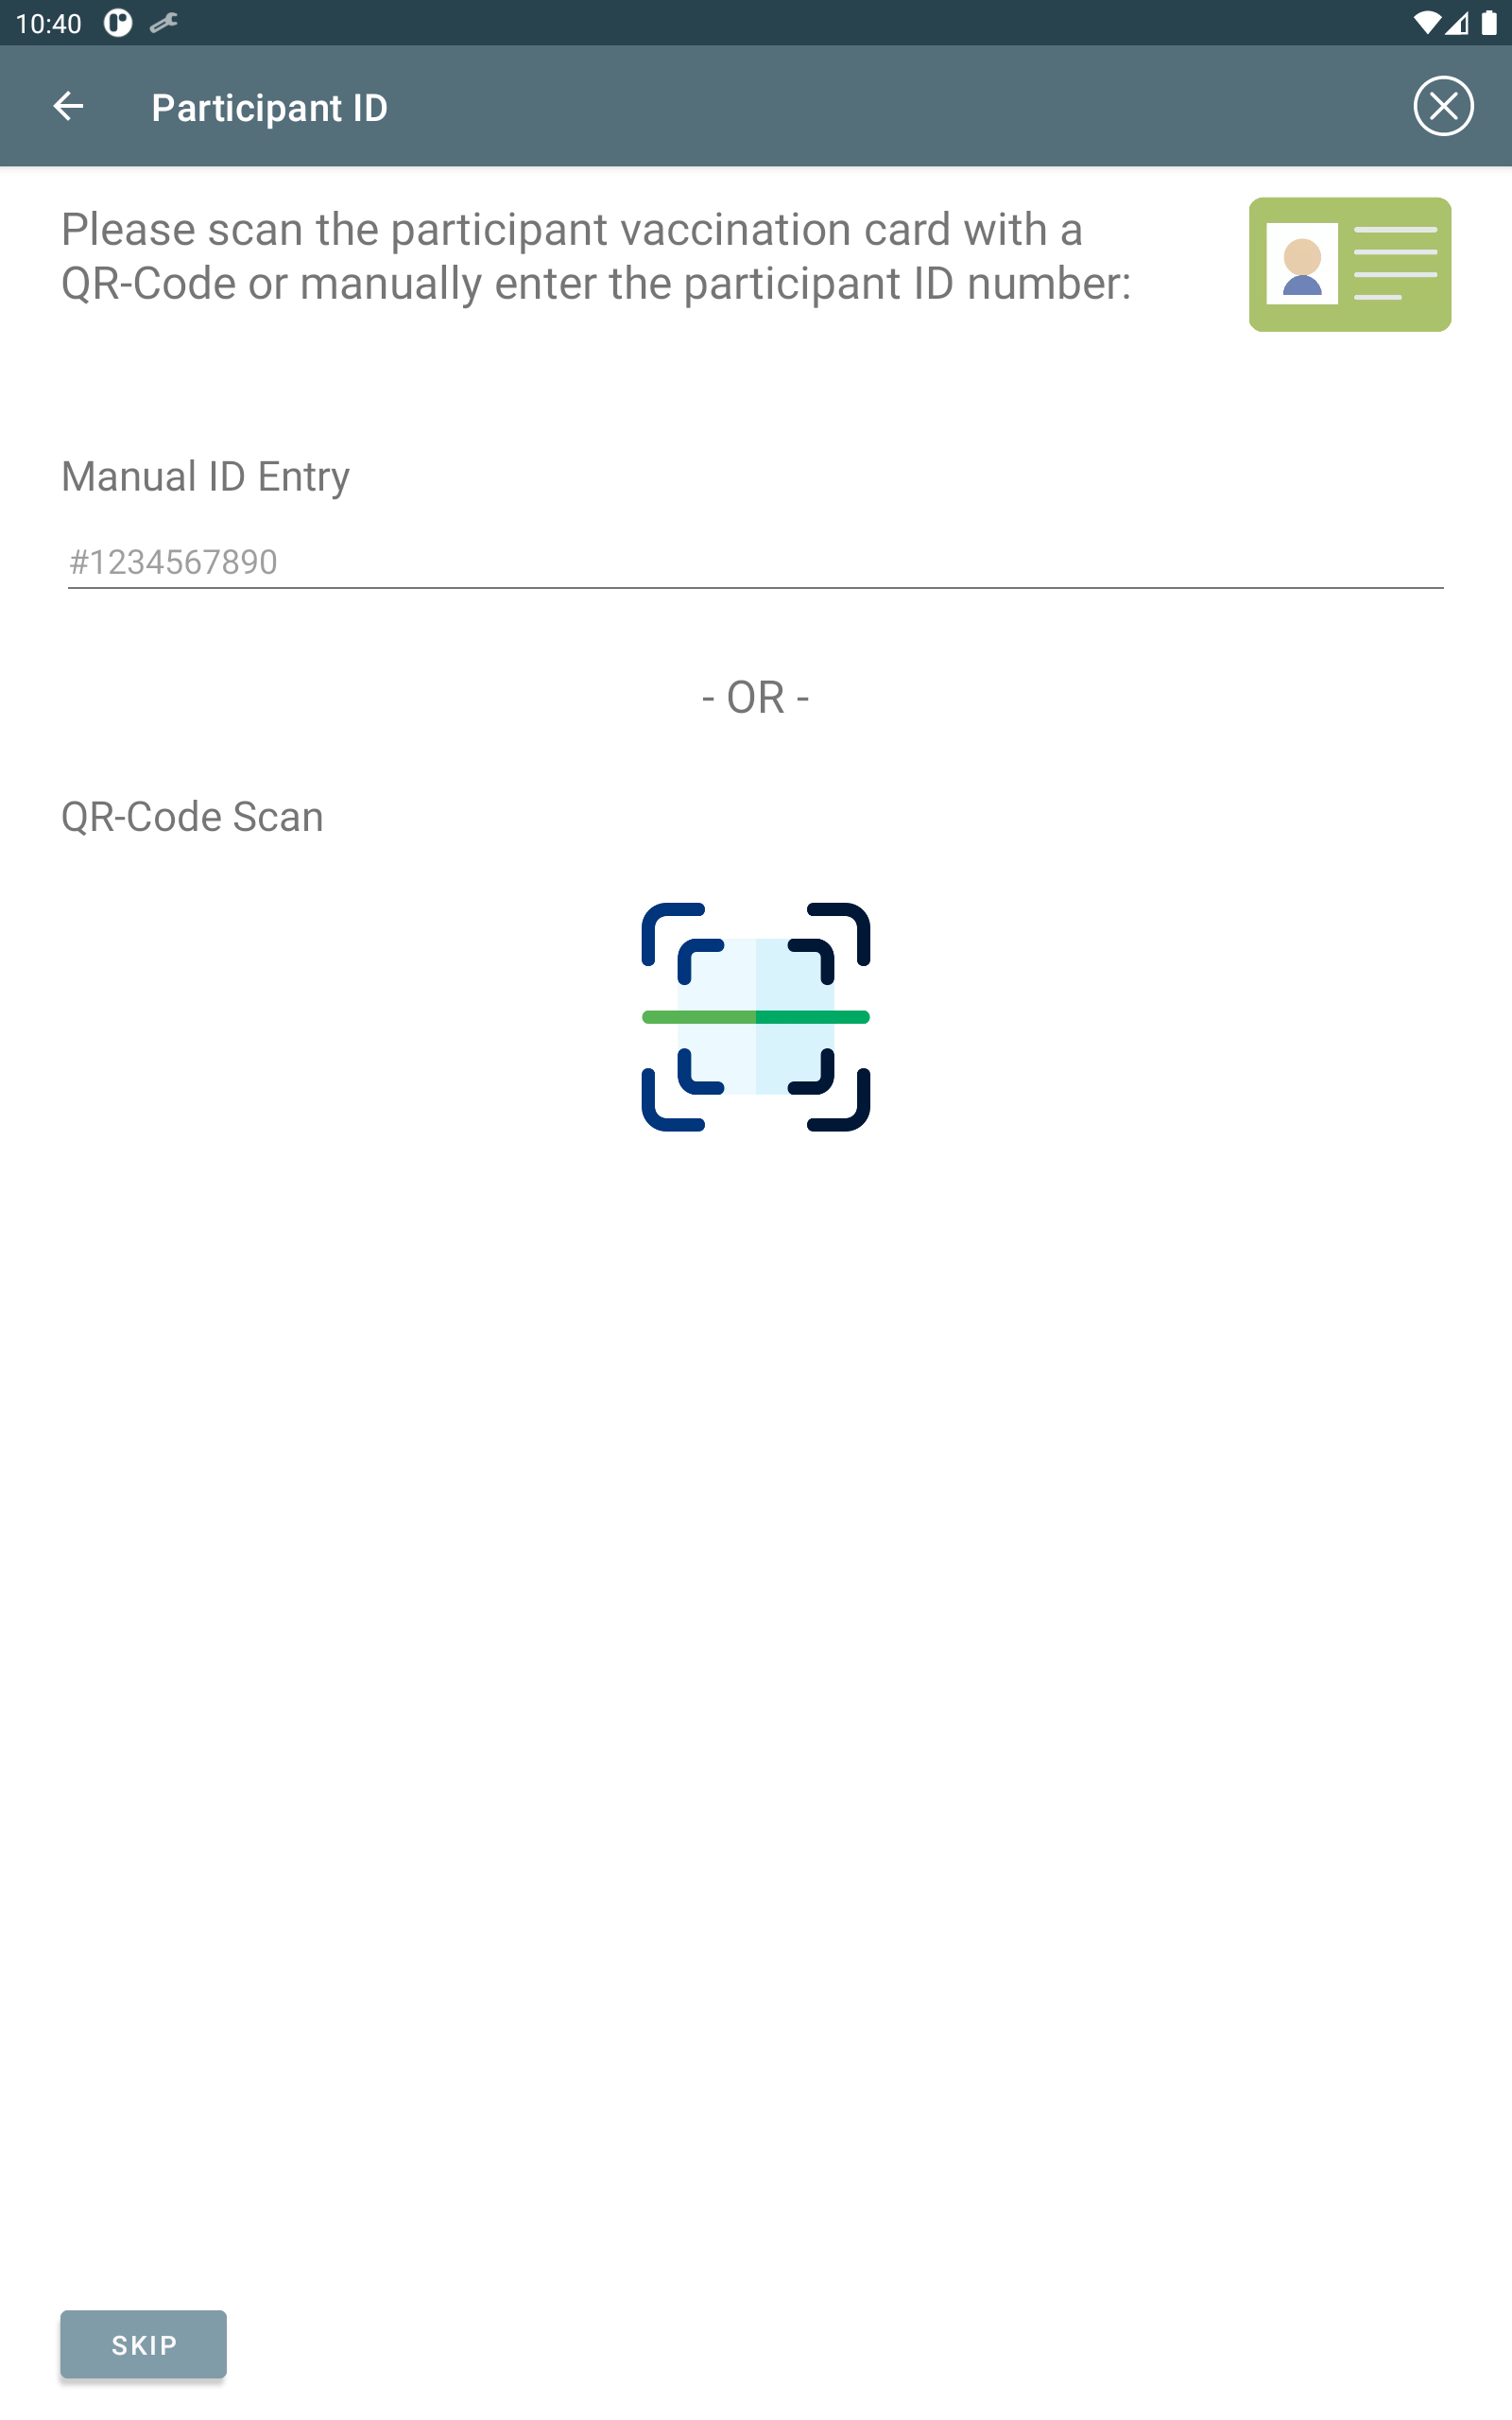 10:40
Participant ID
Please scan the participant vaccination card with a
QR-Code or manually enter the participant ID number:
Manual ID Entry
#1234567890
- OR -
QR-Code Scan
SKIP